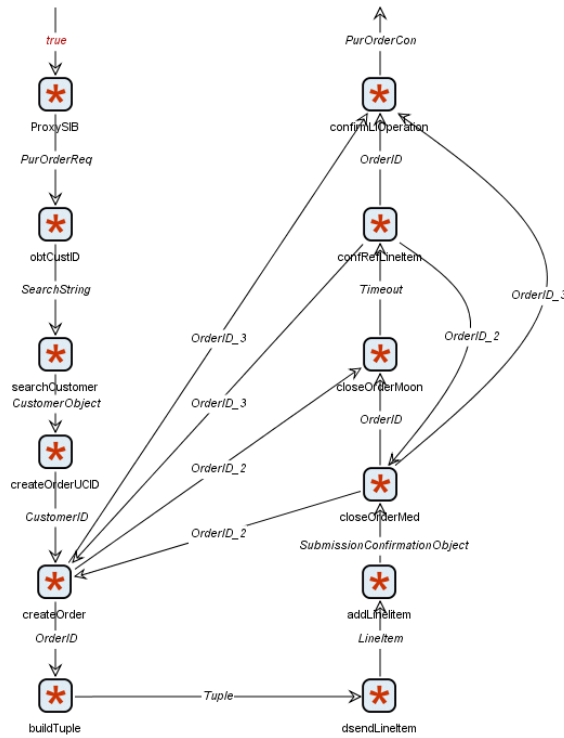 true
PurOrderCon
ProxySIB
confirmLIOperation
PurOrderReq
OrderID
obtCustID
confRefLineItem
SearchString
Timeout
OrderID_3
OrderID_3
OrderID_2
searchCustomer
closeOrderMoon
CustomerObject
OrderID_3
OrderID
OrderID_2
createOrderUCID
closeOrderMed
CustomerID
OrderID_2
SubmissionConfirmationObject
createOrder
addLineIitem
OrderID
LineItem
Tuple
buildTuple
dsendLineItem